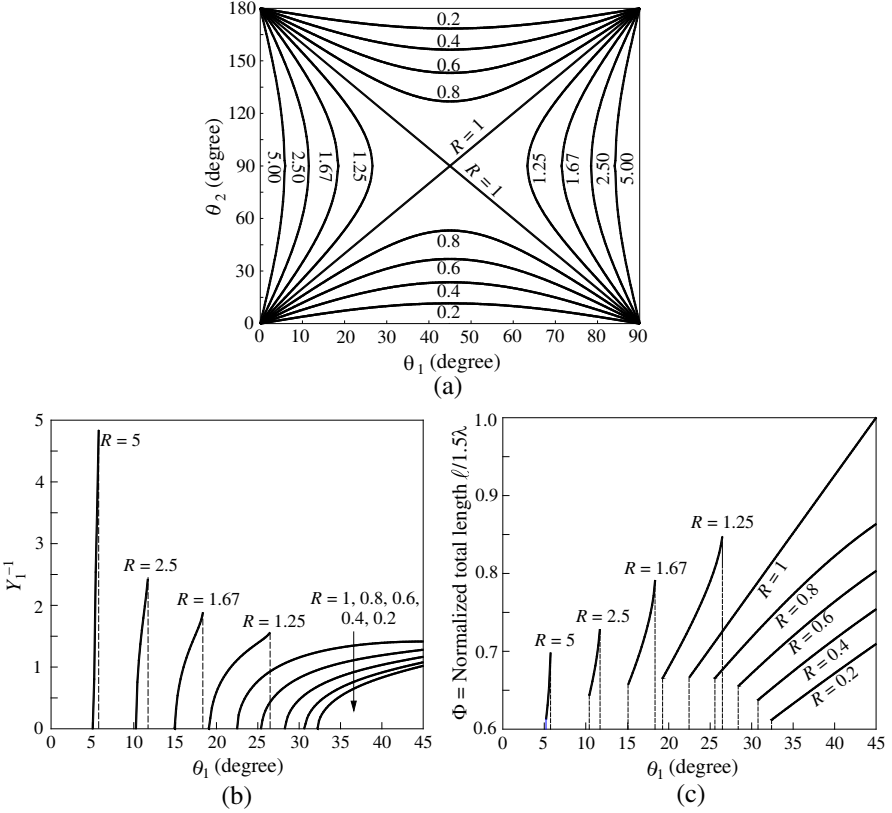 180
150
120
90
60
30
0
θ₂ (degree)
0.2
0.4
0.6
0.8
R = 1
R = 1
5.00
2.50
1.67
1.25
1.25
1.67
2.50
5.00
0.8
0.6
0.4
0.2
0 10 20 30 40 50 60 70 80 90
θ₁ (degree)
(a)
5
4
3
2
1
0
Y₁⁻¹
R = 5
R = 2.5
R = 1.67
R = 1.25
R = 1, 0.8, 0.6,
0.4, 0.2
0 5 10 15 20 25 30 35 40 45
θ₁ (degree)
(b)
1.0
0.9
0.8
0.7
0.6
Φ = Normalized total length ℓ/1.5λ
R = 5
R = 2.5
R = 1.67
R = 1.25
R = 1
R = 0.8
R = 0.6
R = 0.4
R = 0.2
0 5 10 15 20 25 30 35 40 45
θ₁ (degree)
(c)